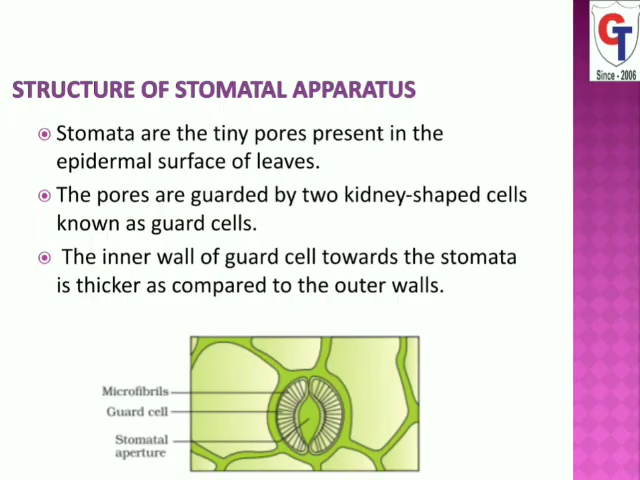 GT
Since - 2006
STRUCTURE OF STOMATAL APPARATUS
Stomata are the tiny pores present in the
epidermal surface of leaves.
The pores are guarded by two kidney-shaped cells
known as guard cells.
The inner wall of guard cell towards the stomata
is thicker as compared to the outer walls.
Microfibrils
Guard cell
Stomatal
aperture